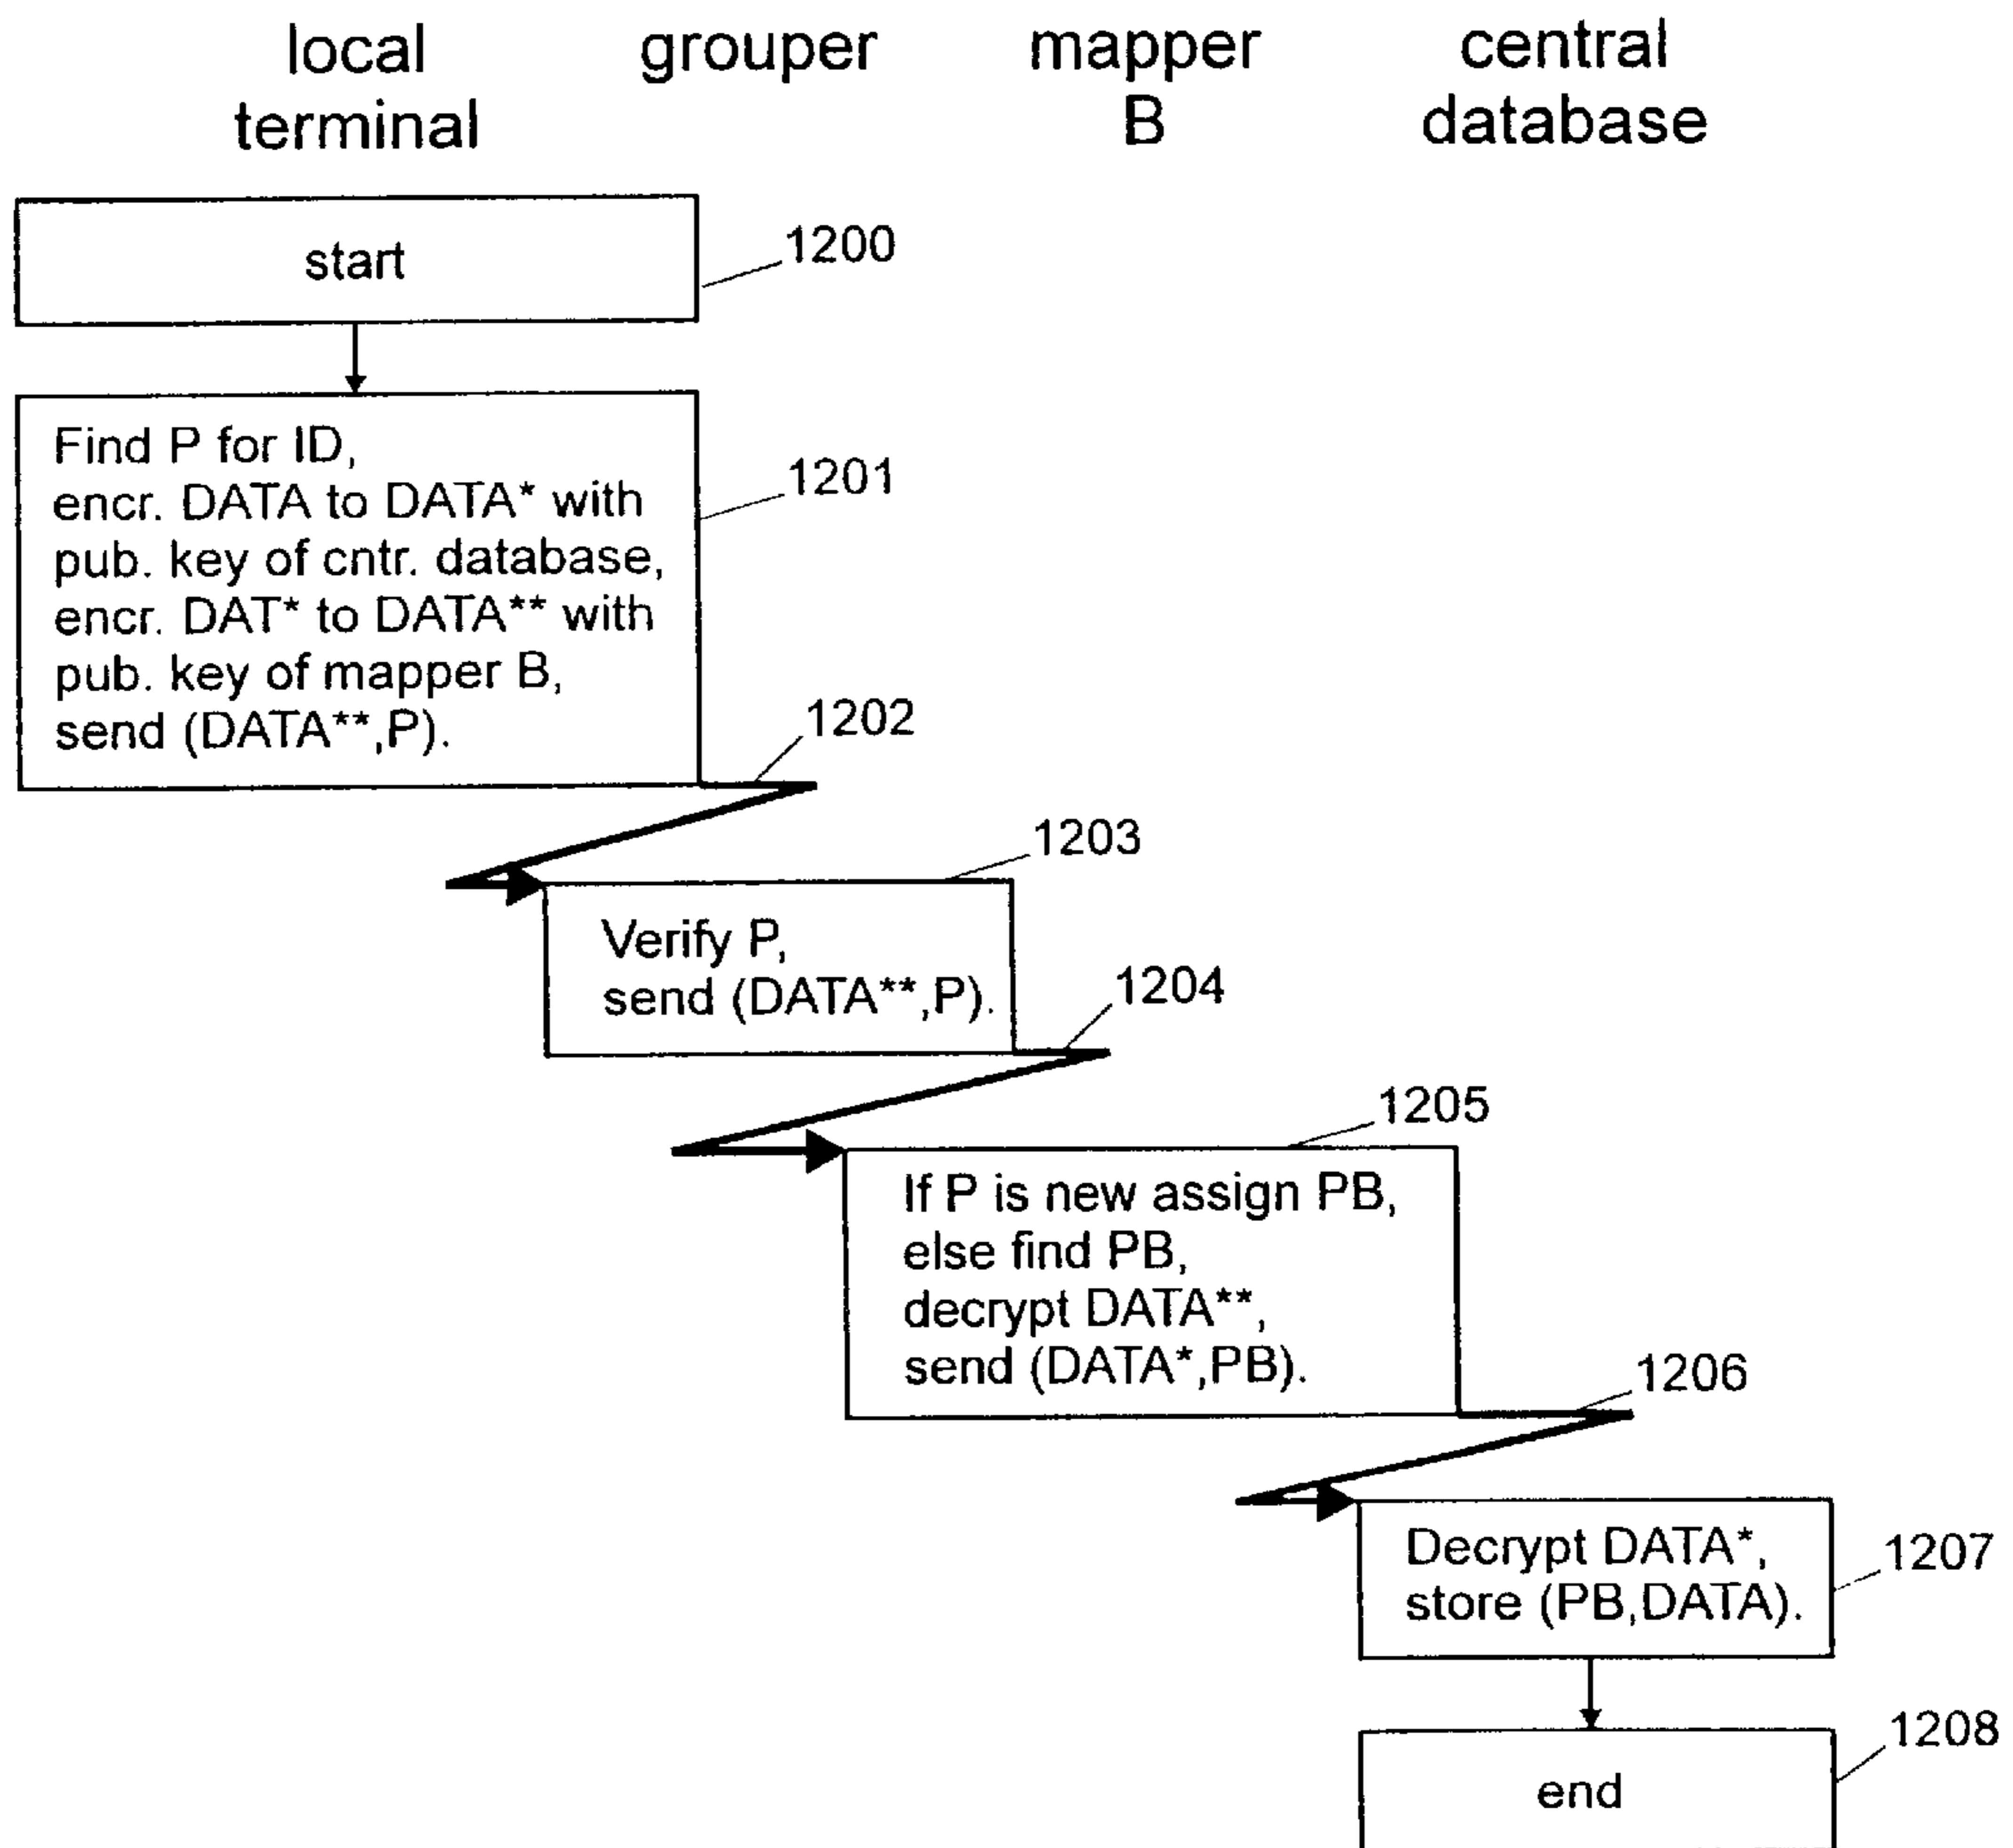 local
terminal
grouper
mapper
B
central
database
start
1200
Find P for ID,
encr. DATA to DATA* with
pub. key of cntr. database,
encr. DAT* to DATA** with
pub. key of mapper B,
send (DATA**,P).
1201
1202
1203
Verify P,
send (DATA**,P).
1204
1205
If P is new assign PB,
else find PB,
decrypt DATA**,
send (DATA*,PB).
1206
Decrypt DATA*,
store (PB,DATA).
1207
1208
end